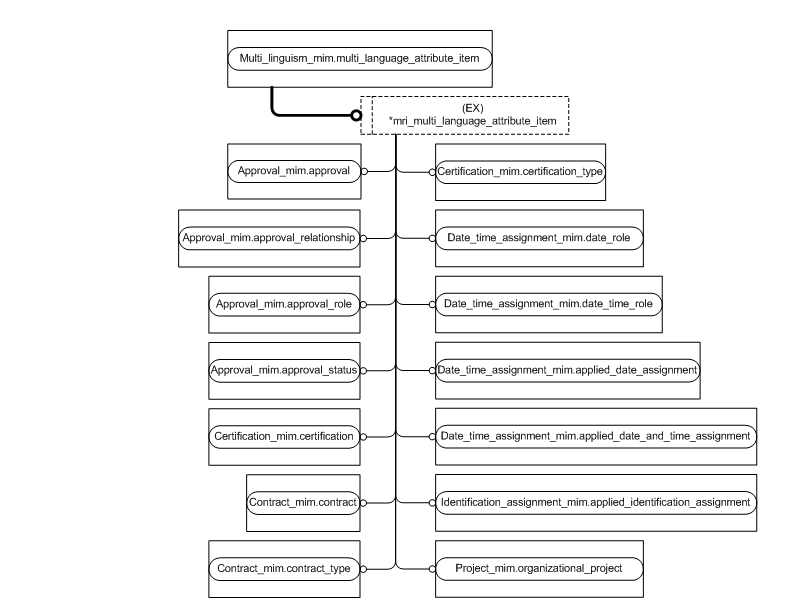 Multi_linguism_mim.multi_language_attribute_item
(EX)
*mri_multi_language_attribute_item
Approval_mim.approval
Certification_mim.certification_type
Approval_mim.approval_relationship
Date_time_assignment_mim.date_role
Approval_mim.approval_role
Date_time_assignment_mim.date_time_role
Approval_mim.approval_status
Date_time_assignment_mim.applied_date_assignment
Certification_mim.certification
Date_time_assignment_mim.applied_date_and_time_assignment
Contract_mim.contract
Identification_assignment_mim.applied_identification_assignment
Contract_mim.contract_type
Project_mim.organizational_project